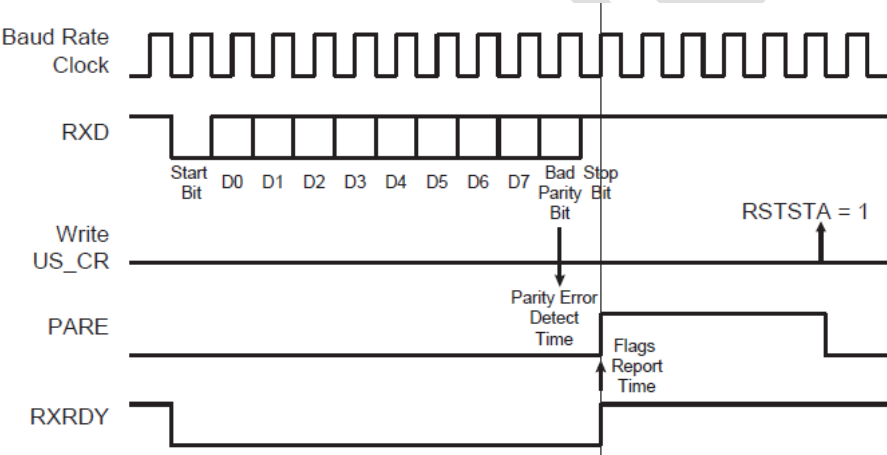 Baud Rate
Clock
RXD
Start
Bit
D0 D1 D2 D3 D4 D5 D6 D7
Bad
Parity
Bit
Stop
Bit
RSTSTA = 1
Write
US_CR
Parity Error
Detect
Time
PARE
Flags
Report
Time
RXRDY